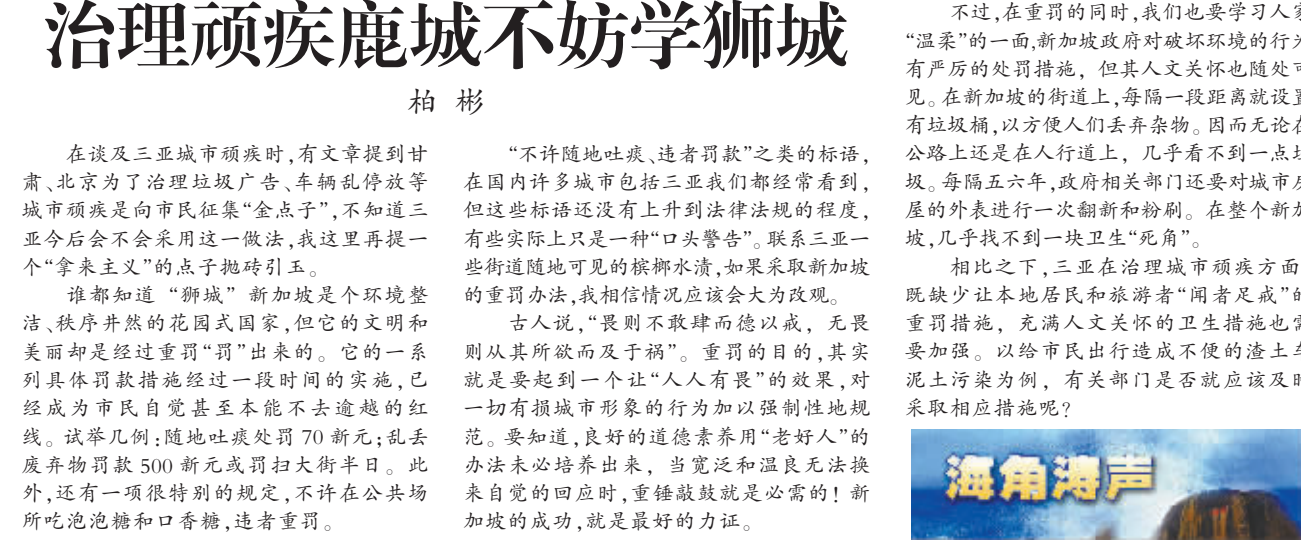 治理顽疾鹿城不妨学狮城
柏 彬
在谈及三亚城市顽疾时,有文章提到甘
肃、北京为了治理垃圾广告、车辆乱停放等
城市顽疾是向市民征集“金点子”,不知道三
亚今后会不会采用这一做法,我这里再提一
个“拿来主义”的点子抛砖引玉。
谁都知道“狮城”新加坡是个环境整
洁、秩序井然的花园式国家,但它的文明和
美丽却是经过重罚“罚”出来的。它的一系
列具体罚款措施经过一段时间的实施,已
经成为市民自觉甚至本能不去逾越的红
线。试举几例:随地吐痰处罚 70 新元;乱丢
废弃物罚款 500 新元或罚扫大街半日。此
外,还有一项很特别的规定,不许在公共场
所吃泡泡糖和口香糖,违者重罚。
“不许随地吐痰、违者罚款”之类的标语,
在国内许多城市包括三亚我们都经常看到,
但这些标语还没有上升到法律法规的程度,
有些实际上只是一种“口头警告”。联系三亚一
些街道随地可见的槟榔水渍,如果采取新加坡
的重罚办法,我相信情况应该会大为改观。
古人说,“畏则不敢肆而德以戒，无畏
则从其所欲而及于祸”。重罚的目的,其实
就是要起到一个让“人人有畏”的效果,对
一切有损城市形象的行为加以强制性地规
范。要知道,良好的道德素养用“老好人”的
办法未必培养出来，当宽泛和温良无法换
来自觉的回应时,重锤敲鼓就是必需的！新
加坡的成功,就是最好的力证。
不过,在重罚的同时,我们也要学习人家
“温柔”的一面,新加坡政府对破坏环境的行为
有严厉的处罚措施，但其人文关怀也随处可
见。在新加坡的街道上,每隔一段距离就设置
有垃圾桶,以方便人们丢弃杂物。因而无论在
公路上还是在人行道上，几乎看不到一点垃
圾。每隔五六年,政府相关部门还要对城市房
屋的外表进行一次翻新和粉刷。在整个新加
坡,几乎找不到一块卫生“死角”。
相比之下,三亚在治理城市顽疾方面
既缺少让本地居民和旅游者“闻者足戒”的
重罚措施，充满人文关怀的卫生措施也需
要加强。以给市民出行造成不便的渣土车
泥土污染为例，有关部门是否就应该及时
采取相应措施呢?
海角涛声